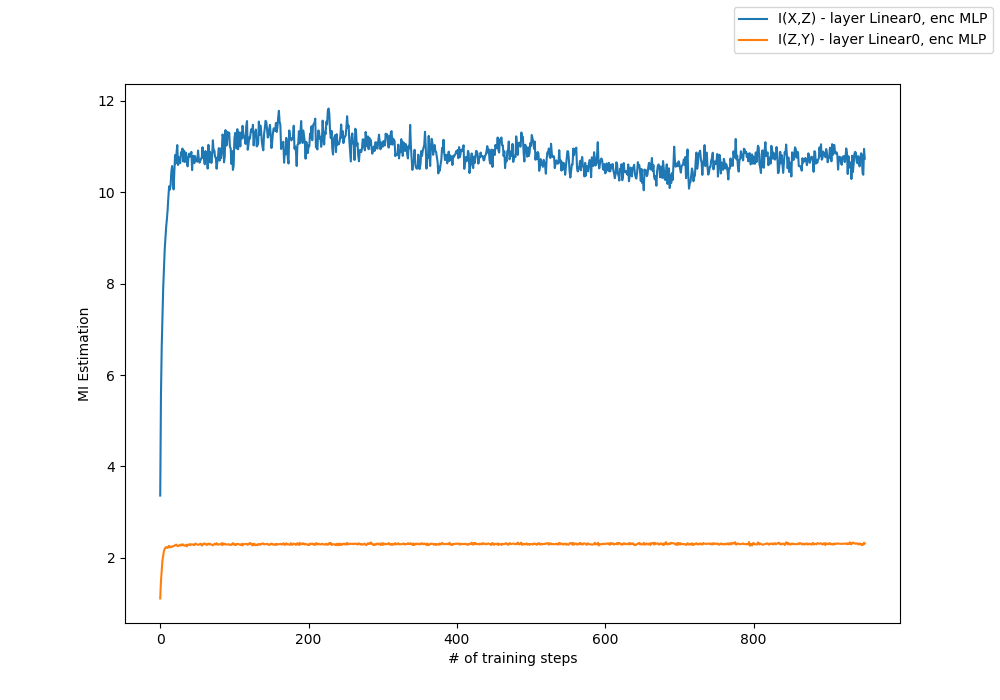 I(X,Z) - layer Linear0, enc MLP
I(Z,Y) - layer Linear0, enc MLP
12
10
8
6
4
2
MI Estimation
0 200 400 600 800
# of training steps